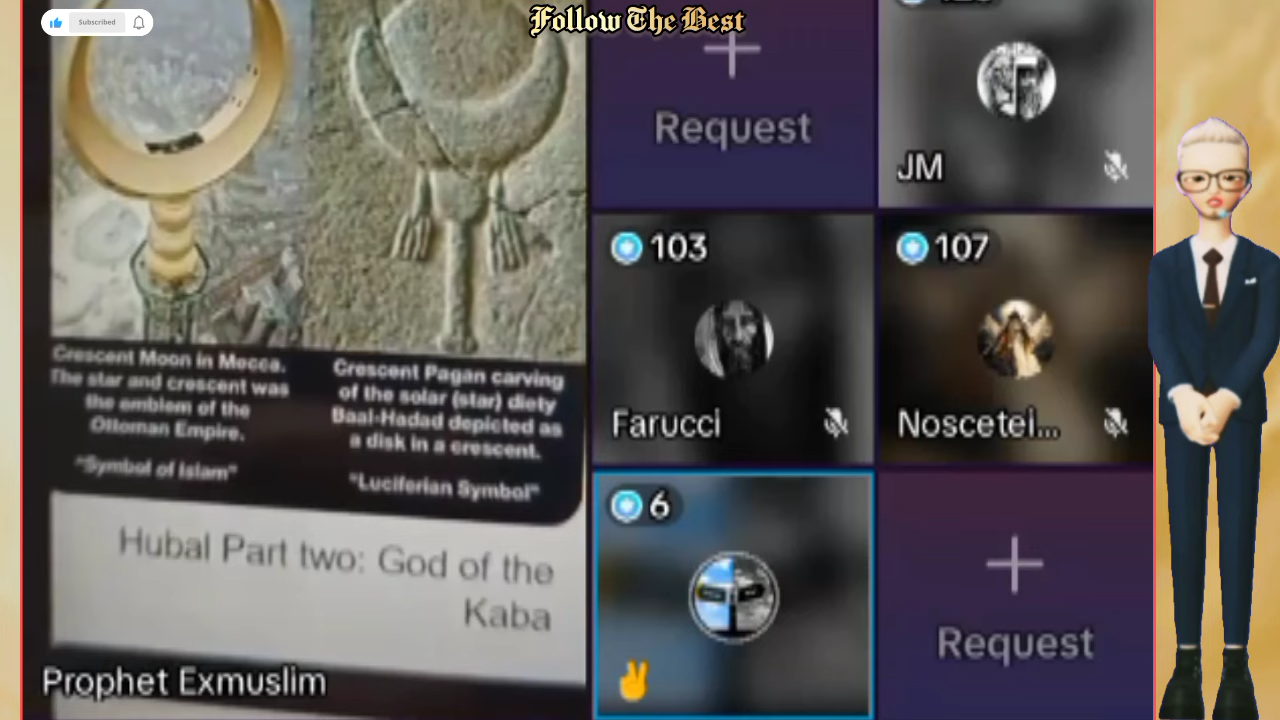 Subscribed
Follow The Best
Request
JM
103
107
Crescent Moon in Mecca.
The star and crescent was
the emblem of the
Ottoman Empire.
"Symbol of Islam"
Crescent Pagan carving
of the solar (star) diety
Baal-Hadad depicted as
a disk in a crescent.
"Luciferian Symbol"
Farucci
Noscetei...
6
Hubal Part two: God of the
Kaba
Request
Prophet Exmuslim